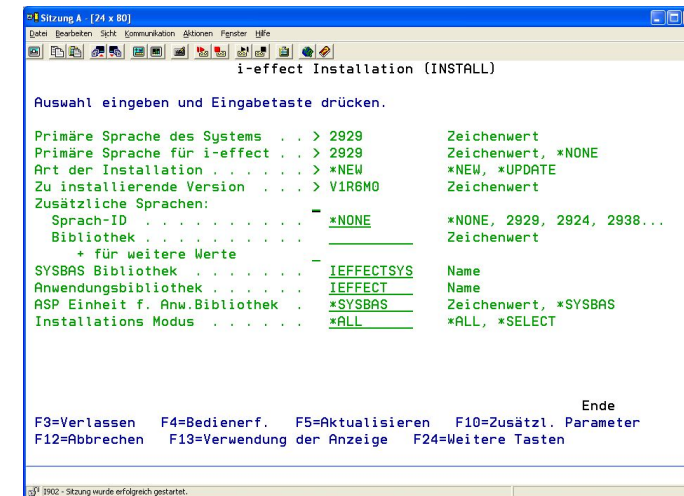 Sitzung A - [24 x 80]
Datei Bearbeiten Sicht Kommunikation Aktionen Fenster Hilfe
i-effect Installation (INSTALL)
Auswahl eingeben und Eingabetaste drücken.
Primäre Sprache des Systems . . > 2929 Zeichenwert
Primäre Sprache für i-effect . . > 2929 Zeichenwert, *NONE
Art der Installation . . . . . . > *NEW *NEW, *UPDATE
Zu installierende Version . . . > V1R6M0 Zeichenwert
Zusätzliche Sprachen:
Sprach-ID . . . . . . . . . . *NONE *NONE, 2929, 2924, 2938...
Bibliothek . . . . . . . . . . Zeichenwert
+ für weitere Werte
SYSBAS Bibliothek . . . . . . . IEFFECTSYS Name
Anwendungsbibliothek . . . . . . IEFFECT Name
ASP Einheit f. Anw.Bibliothek . *SYSBAS Zeichenwert, *SYSBAS
Installations Modus . . . . . . *ALL *ALL, *SELECT
Ende
F3=Verlassen F4=Bedienerf. F5=Aktualisieren F10=Zusätzl. Parameter
F12=Abbrechen F13=Verwendung der Anzeige F24=Weitere Tasten
I902 - Sitzung wurde erfolgreich gestartet.